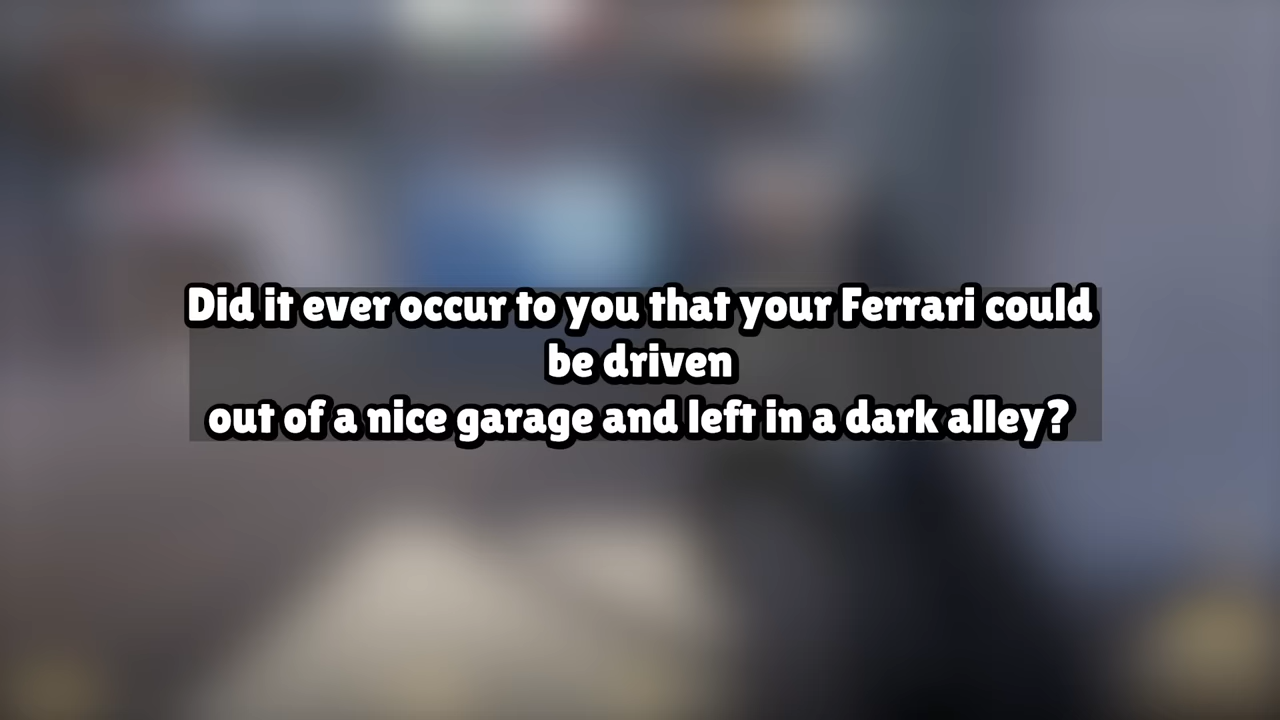 Did it ever occur to you that your Ferrari could
be driven
out of a nice garage and left in a dark alley?